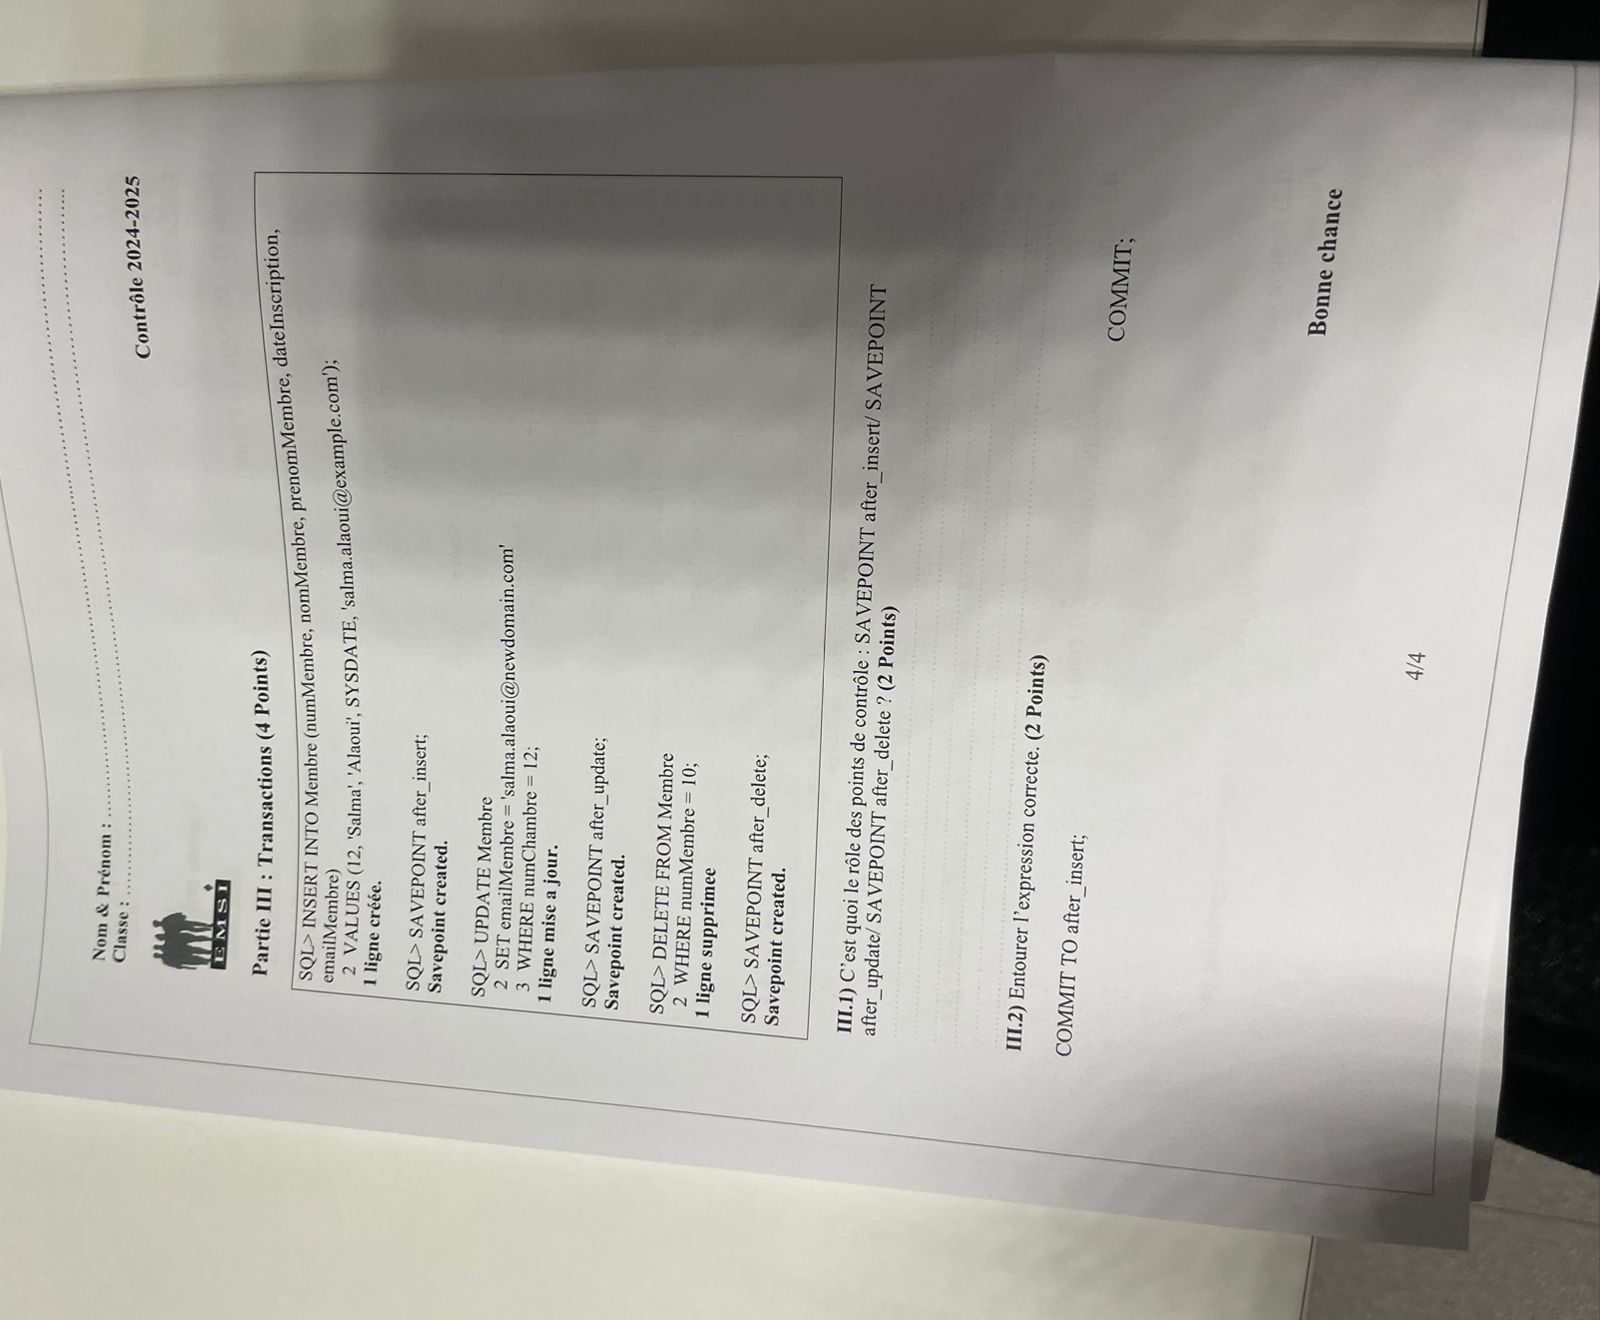 Nom & Prénom : ................................................................
Classe : ................................................................
Contrôle 2024-2025
EMSI
Partie III : Transactions (4 Points)
SQL> INSERT INTO Membre (numMembre, nomMembre, prenomMembre, dateInscription,
emailMembre)
2 VALUES (12, 'Salma', 'Alaoui', SYSDATE, 'salma.alaoui@example.com');
1 ligne créée.
SQL> SAVEPOINT after_insert;
Savepoint created.
SQL> UPDATE Membre
2 SET emailMembre = 'salma.alaoui@newdomain.com'
3 WHERE numChambre = 12;
1 ligne mise a jour.
SQL> SAVEPOINT after_update;
Savepoint created.
SQL> DELETE FROM Membre
2 WHERE numMembre = 10;
1 ligne supprimee
SQL> SAVEPOINT after_delete;
Savepoint created.
III.1) C'est quoi le rôle des points de contrôle : SAVEPOINT after_insert/ SAVEPOINT
after_update/ SAVEPOINT after_delete ? (2 Points)
III.2) Entourer l'expression correcte. (2 Points)
COMMIT TO after_insert;
COMMIT;
Bonne chance
4/4